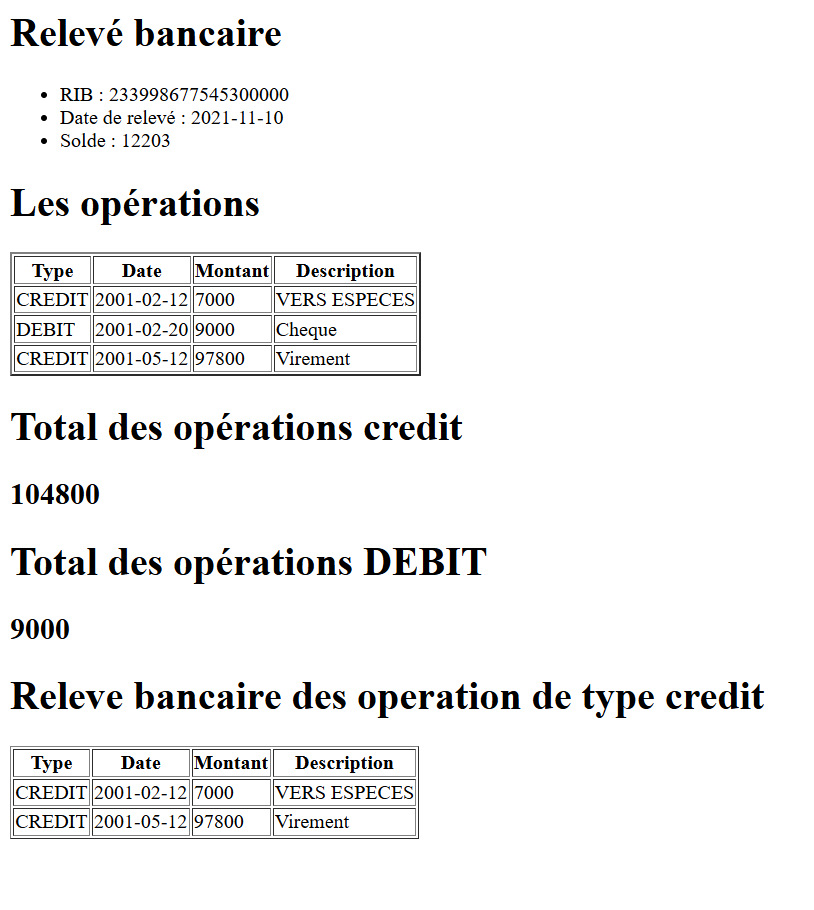 Relevé bancaire
RIB : 233998677545300000
Date de relevé : 2021-11-10
Solde : 12203
Les opérations
Type Date Montant Description
CREDIT 2001-02-12 7000 VERS ESPECES
DEBIT 2001-02-20 9000 Cheque
CREDIT 2001-05-12 97800 Virement
Total des opérations credit
104800
Total des opérations DEBIT
9000
Releve bancaire des operation de type credit
Type Date Montant Description
CREDIT 2001-02-12 7000 VERS ESPECES
CREDIT 2001-05-12 97800 Virement